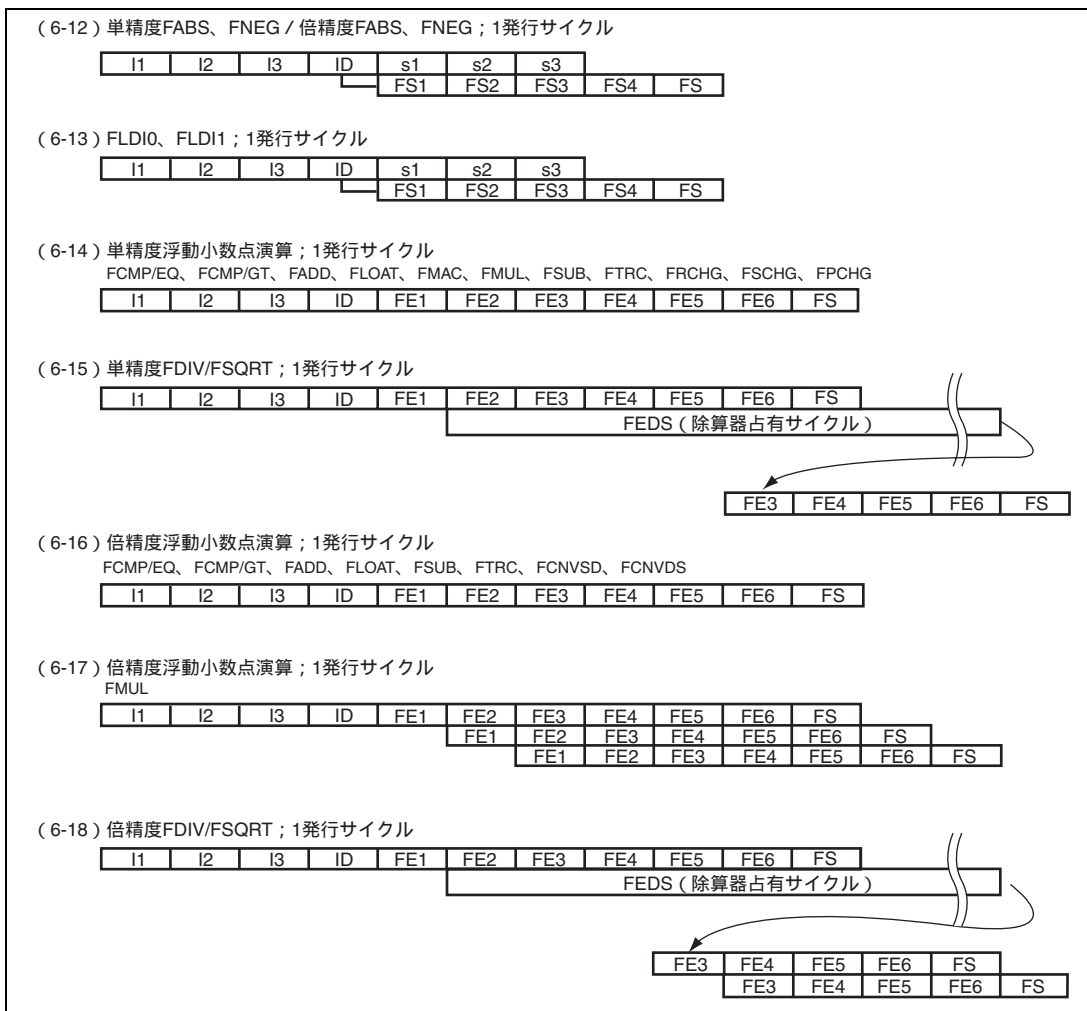 （6-12）単精度FABS、FNEG / 倍精度FABS、FNEG；1発行サイクル
I1 I2 I3 ID s1 s2 s3
FS1 FS2 FS3 FS4 FS
（6-13）FLDI0、FLDI1；1発行サイクル
I1 I2 I3 ID s1 s2 s3
FS1 FS2 FS3 FS4 FS
（6-14）単精度浮動小数点演算；1発行サイクル
FCMP/EQ、FCMP/GT、FADD、FLOAT、FMAC、FMUL、FSUB、FTRC、FRCHG、FSCHG、FPCHG
I1 I2 I3 ID FE1 FE2 FE3 FE4 FE5 FE6 FS
（6-15）単精度FDIV/FSQRT；1発行サイクル
I1 I2 I3 ID FE1 FE2 FE3 FE4 FE5 FE6 FS
FEDS（除算器占有サイクル）
FE3 FE4 FE5 FE6 FS
（6-16）倍精度浮動小数点演算；1発行サイクル
FCMP/EQ、FCMP/GT、FADD、FLOAT、FSUB、FTRC、FCNVSD、FCNVDS
I1 I2 I3 ID FE1 FE2 FE3 FE4 FE5 FE6 FS
（6-17）倍精度浮動小数点演算；1発行サイクル
FMUL
I1 I2 I3 ID FE1 FE2 FE3 FE4 FE5 FE6 FS
FE1 FE2 FE3 FE4 FE5 FE6 FS
FE1 FE2 FE3 FE4 FE5 FE6 FS
（6-18）倍精度FDIV/FSQRT；1発行サイクル
I1 I2 I3 ID FE1 FE2 FE3 FE4 FE5 FE6 FS
FEDS（除算器占有サイクル）
FE3 FE4 FE5 FE6 FS
FE3 FE4 FE5 FE6 FS